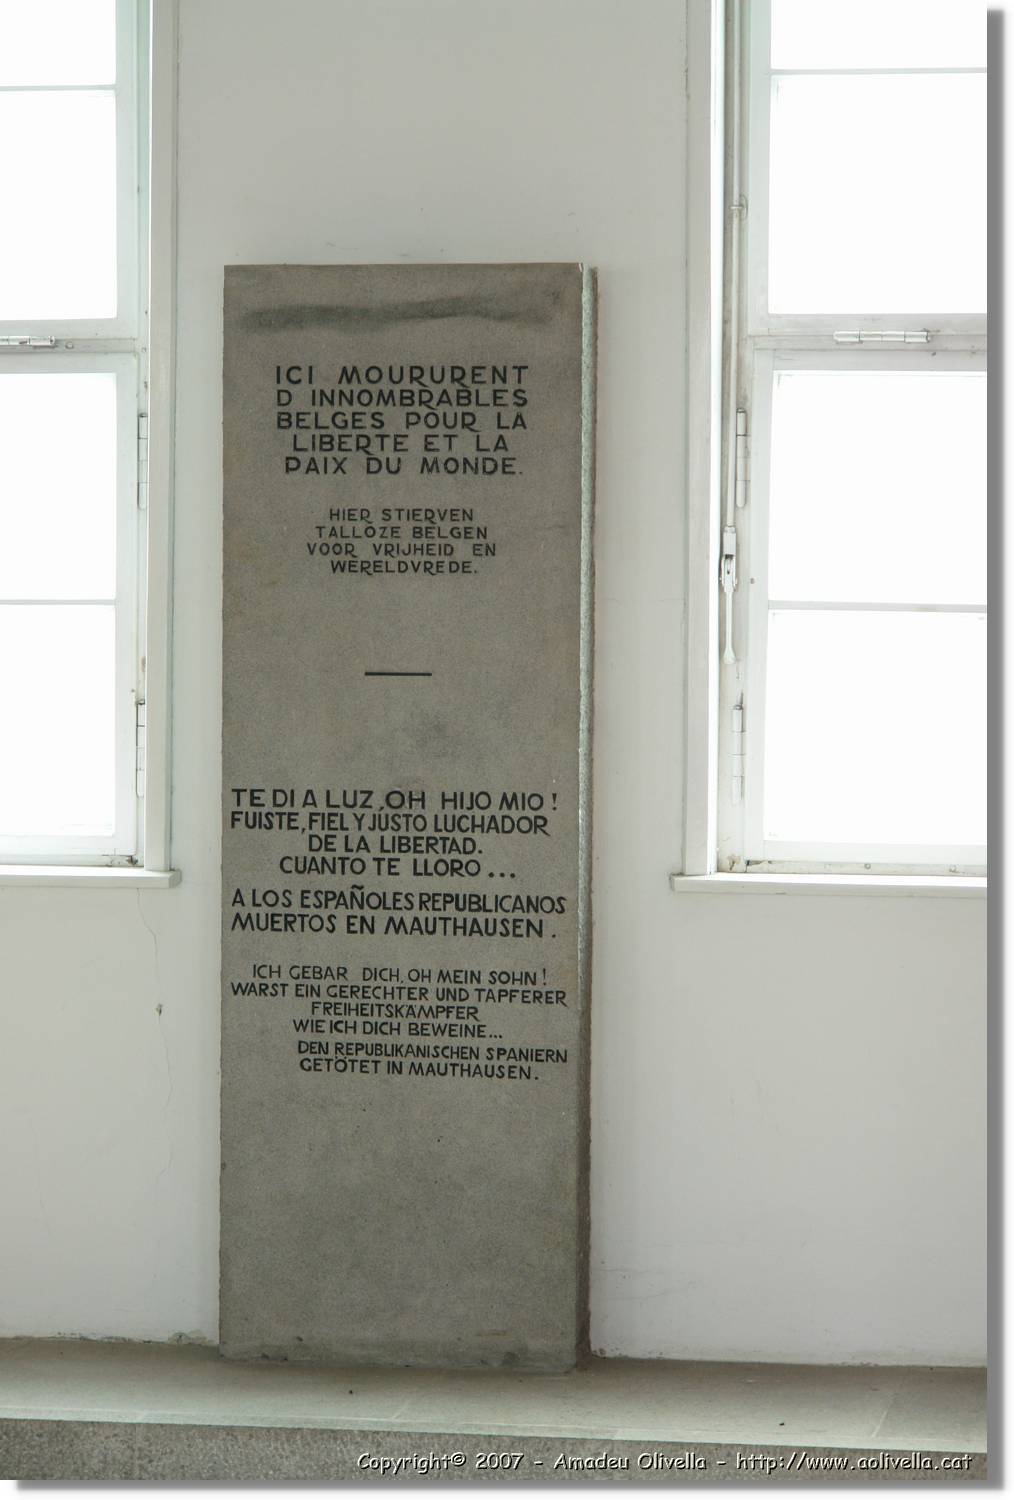 ICI MOURURENT
D INNOMBRABLES
BELGES POUR LA
LIBERTE ET LA
PAIX DU MONDE.
HIER STIERVEN
TALLOZE BELGEN
VOOR VRIJHEID EN
WERELDVREDE.
TE DI A LUZ, OH HIJO MIO!
FUISTE, FIEL Y JUSTO LUCHADOR
DE LA LIBERTAD.
CUANTO TE LLORO...
A LOS ESPAÑOLES REPUBLICANOS
MUERTOS EN MAUTHAUSEN.
ICH GEBAR DICH, OH MEIN SOHN!
WARST EIN GERECHTER UND TAPFERER
FREIHEITSKÄMPFER
WIE ICH DICH BEWEINE...
DEN REPUBLIKANISCHEN SPANIERN
GETÖTET IN MAUTHAUSEN.
Copyright© 2007 - Amadeu Olivella - http://www.aolivella.cat